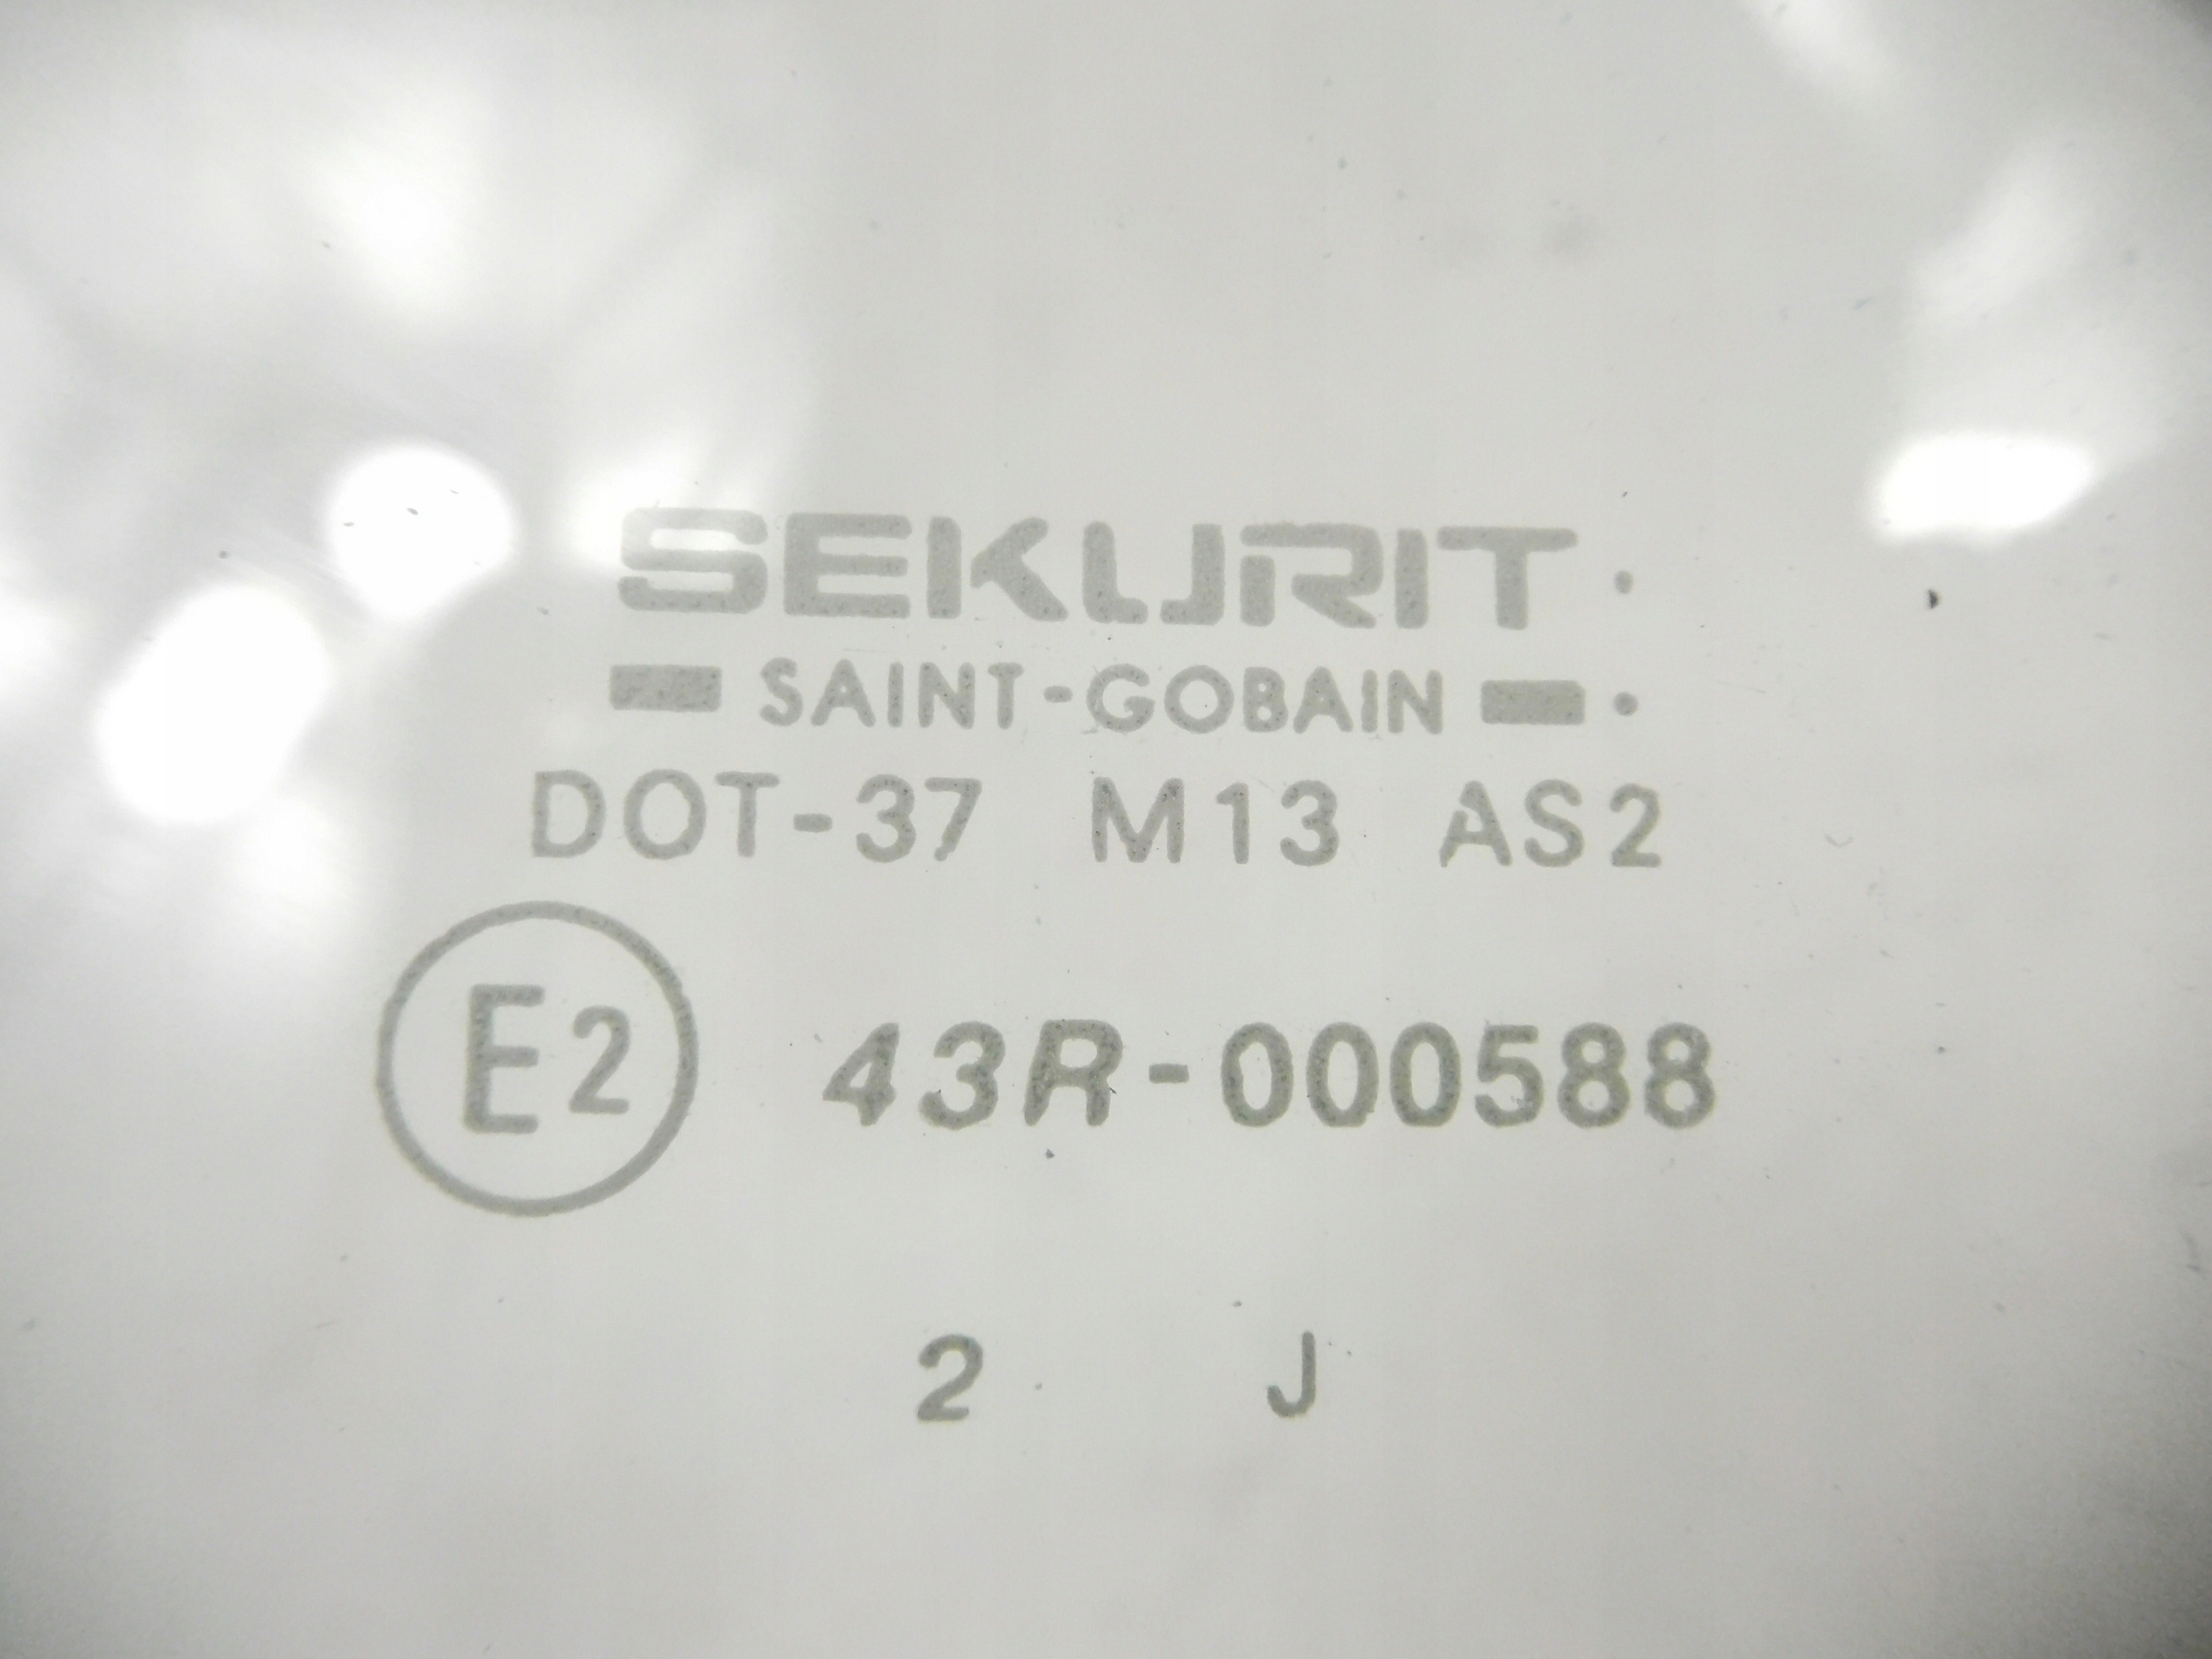 SEKURIT
SAINT-GOBAIN
DOT-37 M13 AS2
E2 43R-000588
2 J